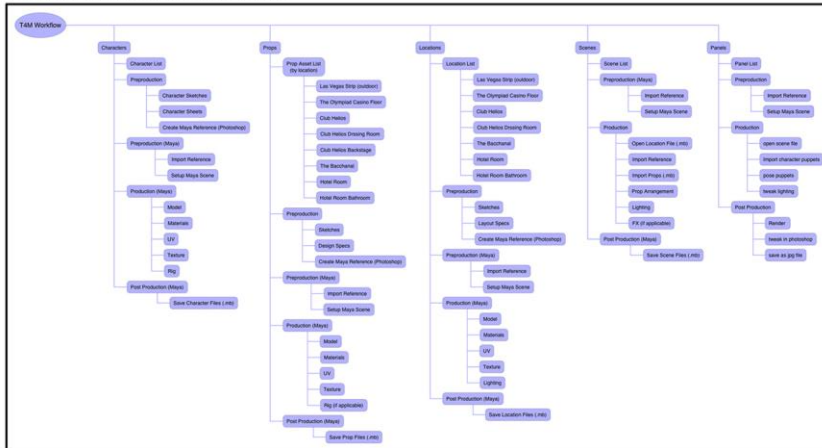 T4M Workflow
Characters
Character List
Preproduction
Character Sketches
Character Sheets
Create Maya Reference (Photoshop)
Preproduction (Maya)
Import Reference
Setup Maya Scene
Production (Maya)
Model
Materials
UV
Texture
Rig
Post Production (Maya)
Save Character Files (.mb)
Props
Prop Asset List
(by location)
Las Vegas Strip (outdoor)
The Olympiad Casino Floor
Club Helios
Club Helios Drssing Room
Club Helios Backstage
The Bacchanal
Hotel Room
Hotel Room Bathroom
Preproduction
Sketches
Design Specs
Create Maya Reference (Photoshop)
Preproduction (Maya)
Import Reference
Setup Maya Scene
Production (Maya)
Model
Materials
UV
Texture
Rig (if applicable)
Post Production (Maya)
Save Prop Files (.mb)
Locations
Location List
Las Vegas Strip (outdoor)
The Olympiad Casino Floor
Club Helios
Club Helios Drssing Room
The Bacchanal
Hotel Room
Hotel Room Bathroom
Preproduction
Sketches
Layout Specs
Create Maya Reference (Photoshop)
Preproduction (Maya)
Import Reference
Setup Maya Scene
Production (Maya)
Model
Materials
UV
Texture
Lighting
Post Production (Maya)
Save Location Files (.mb)
Scenes
Scene List
Preproduction (Maya)
Import Reference
Setup Maya Scene
Production
Open Location File (.mb)
Import Reference
Import Props (.mb)
Prop Arrangement
Lighting
FX (if applicable)
Post Production (Maya)
Save Scene Files (.mb)
Panels
Panel List
Preproduction
Import Reference
Setup Maya Scene
Production
open scene file
Import character puppets
pose puppets
tweak lighting
Post Production
Render
tweak in photoshop
save as jpg file